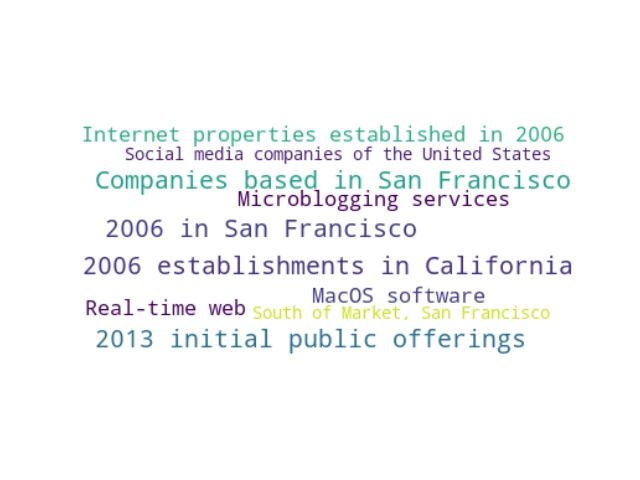 Internet properties established in 2006
Social media companies of the United States
Companies based in San Francisco
Microblogging services
2006 in San Francisco
2006 establishments in California
MacOS software
Real-time web
South of Market, San Francisco
2013 initial public offerings